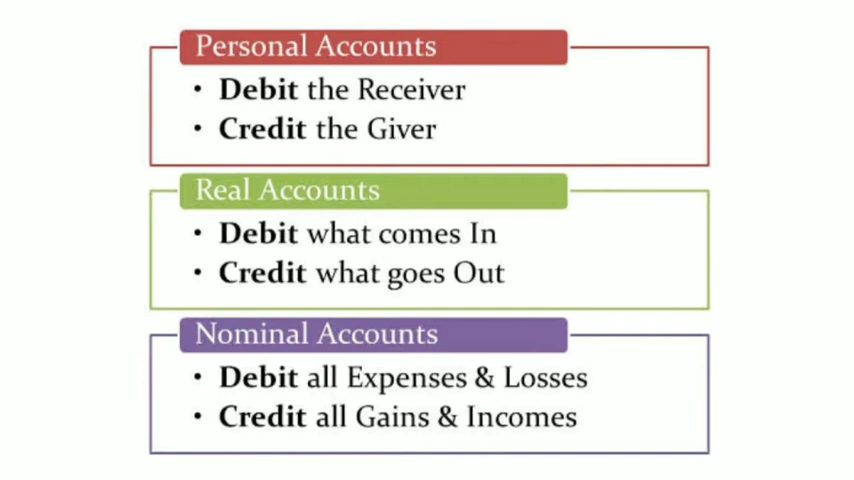 Personal Accounts
• Debit the Receiver
• Credit the Giver
Real Accounts
• Debit what comes In
• Credit what goes Out
Nominal Accounts
• Debit all Expenses & Losses
• Credit all Gains & Incomes